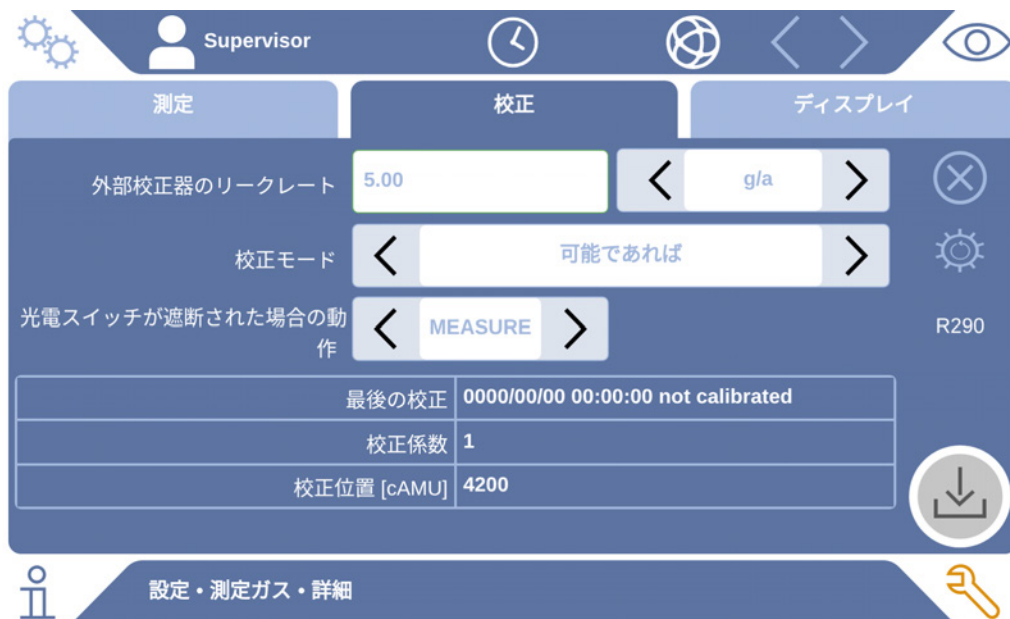 Supervisor
測定
校正
ディスプレイ
外部校正器のリークレート
5.00
g/a
校正モード
可能であれば
光電スイッチが遮断された場合の動
作
MEASURE
R290
最後の校正
0000/00/00 00:00:00 not calibrated
校正係数
1
校正位置 [cAMU]
4200
設定・測定ガス・詳細